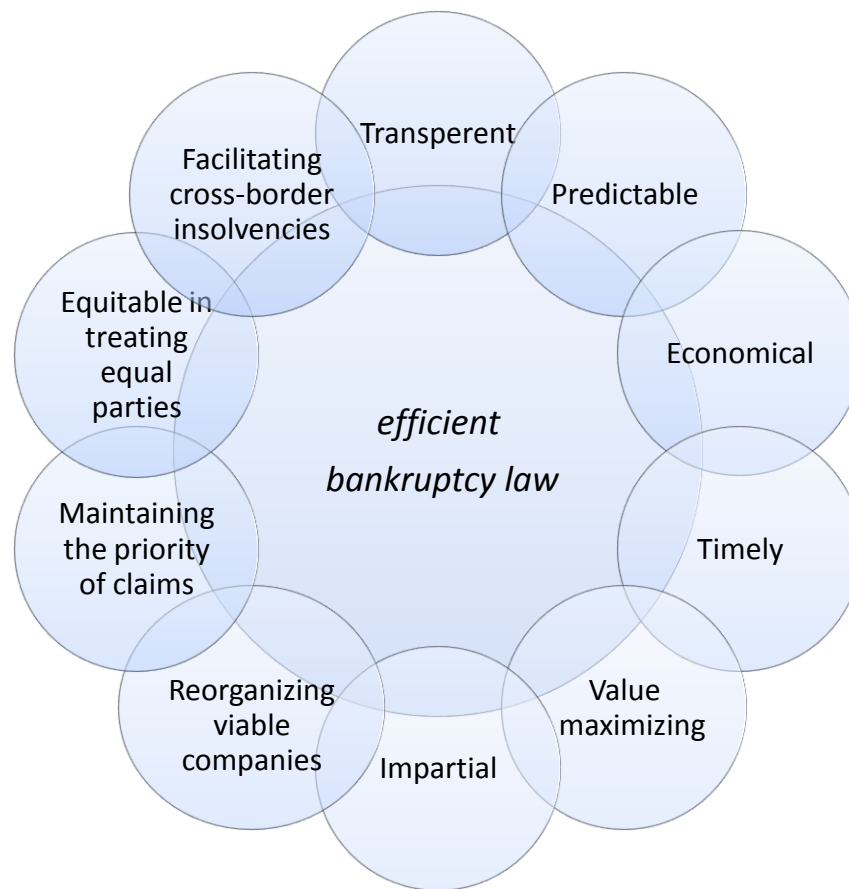 Transperent
Predictable
Economical
Timely
Value
maximizing
Impartial
Reorganizing
viable
companies
Maintaining
the priority
of claims
Equitable in
treating
equal
parties
Facilitating
cross-border
insolvencies
efficient
bankruptcy law